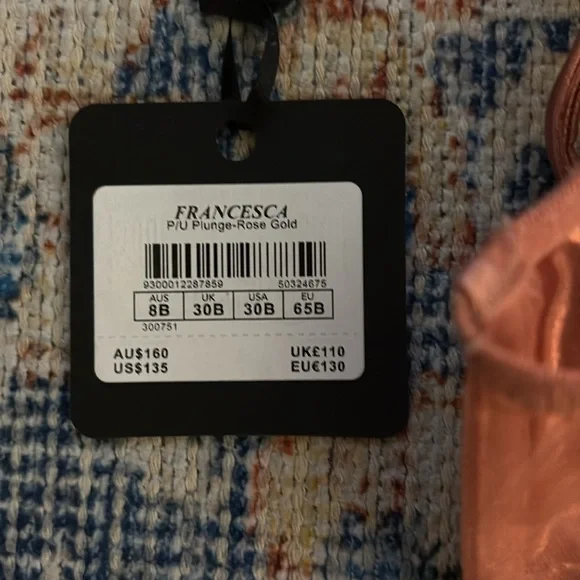 FRANCESCA
P/U Plunge-Rose Gold
9300012287859 50324675
AUS UK USA EU
8B 30B 30B 65B
300751
AU$160 UK£110
US$135 EU€130